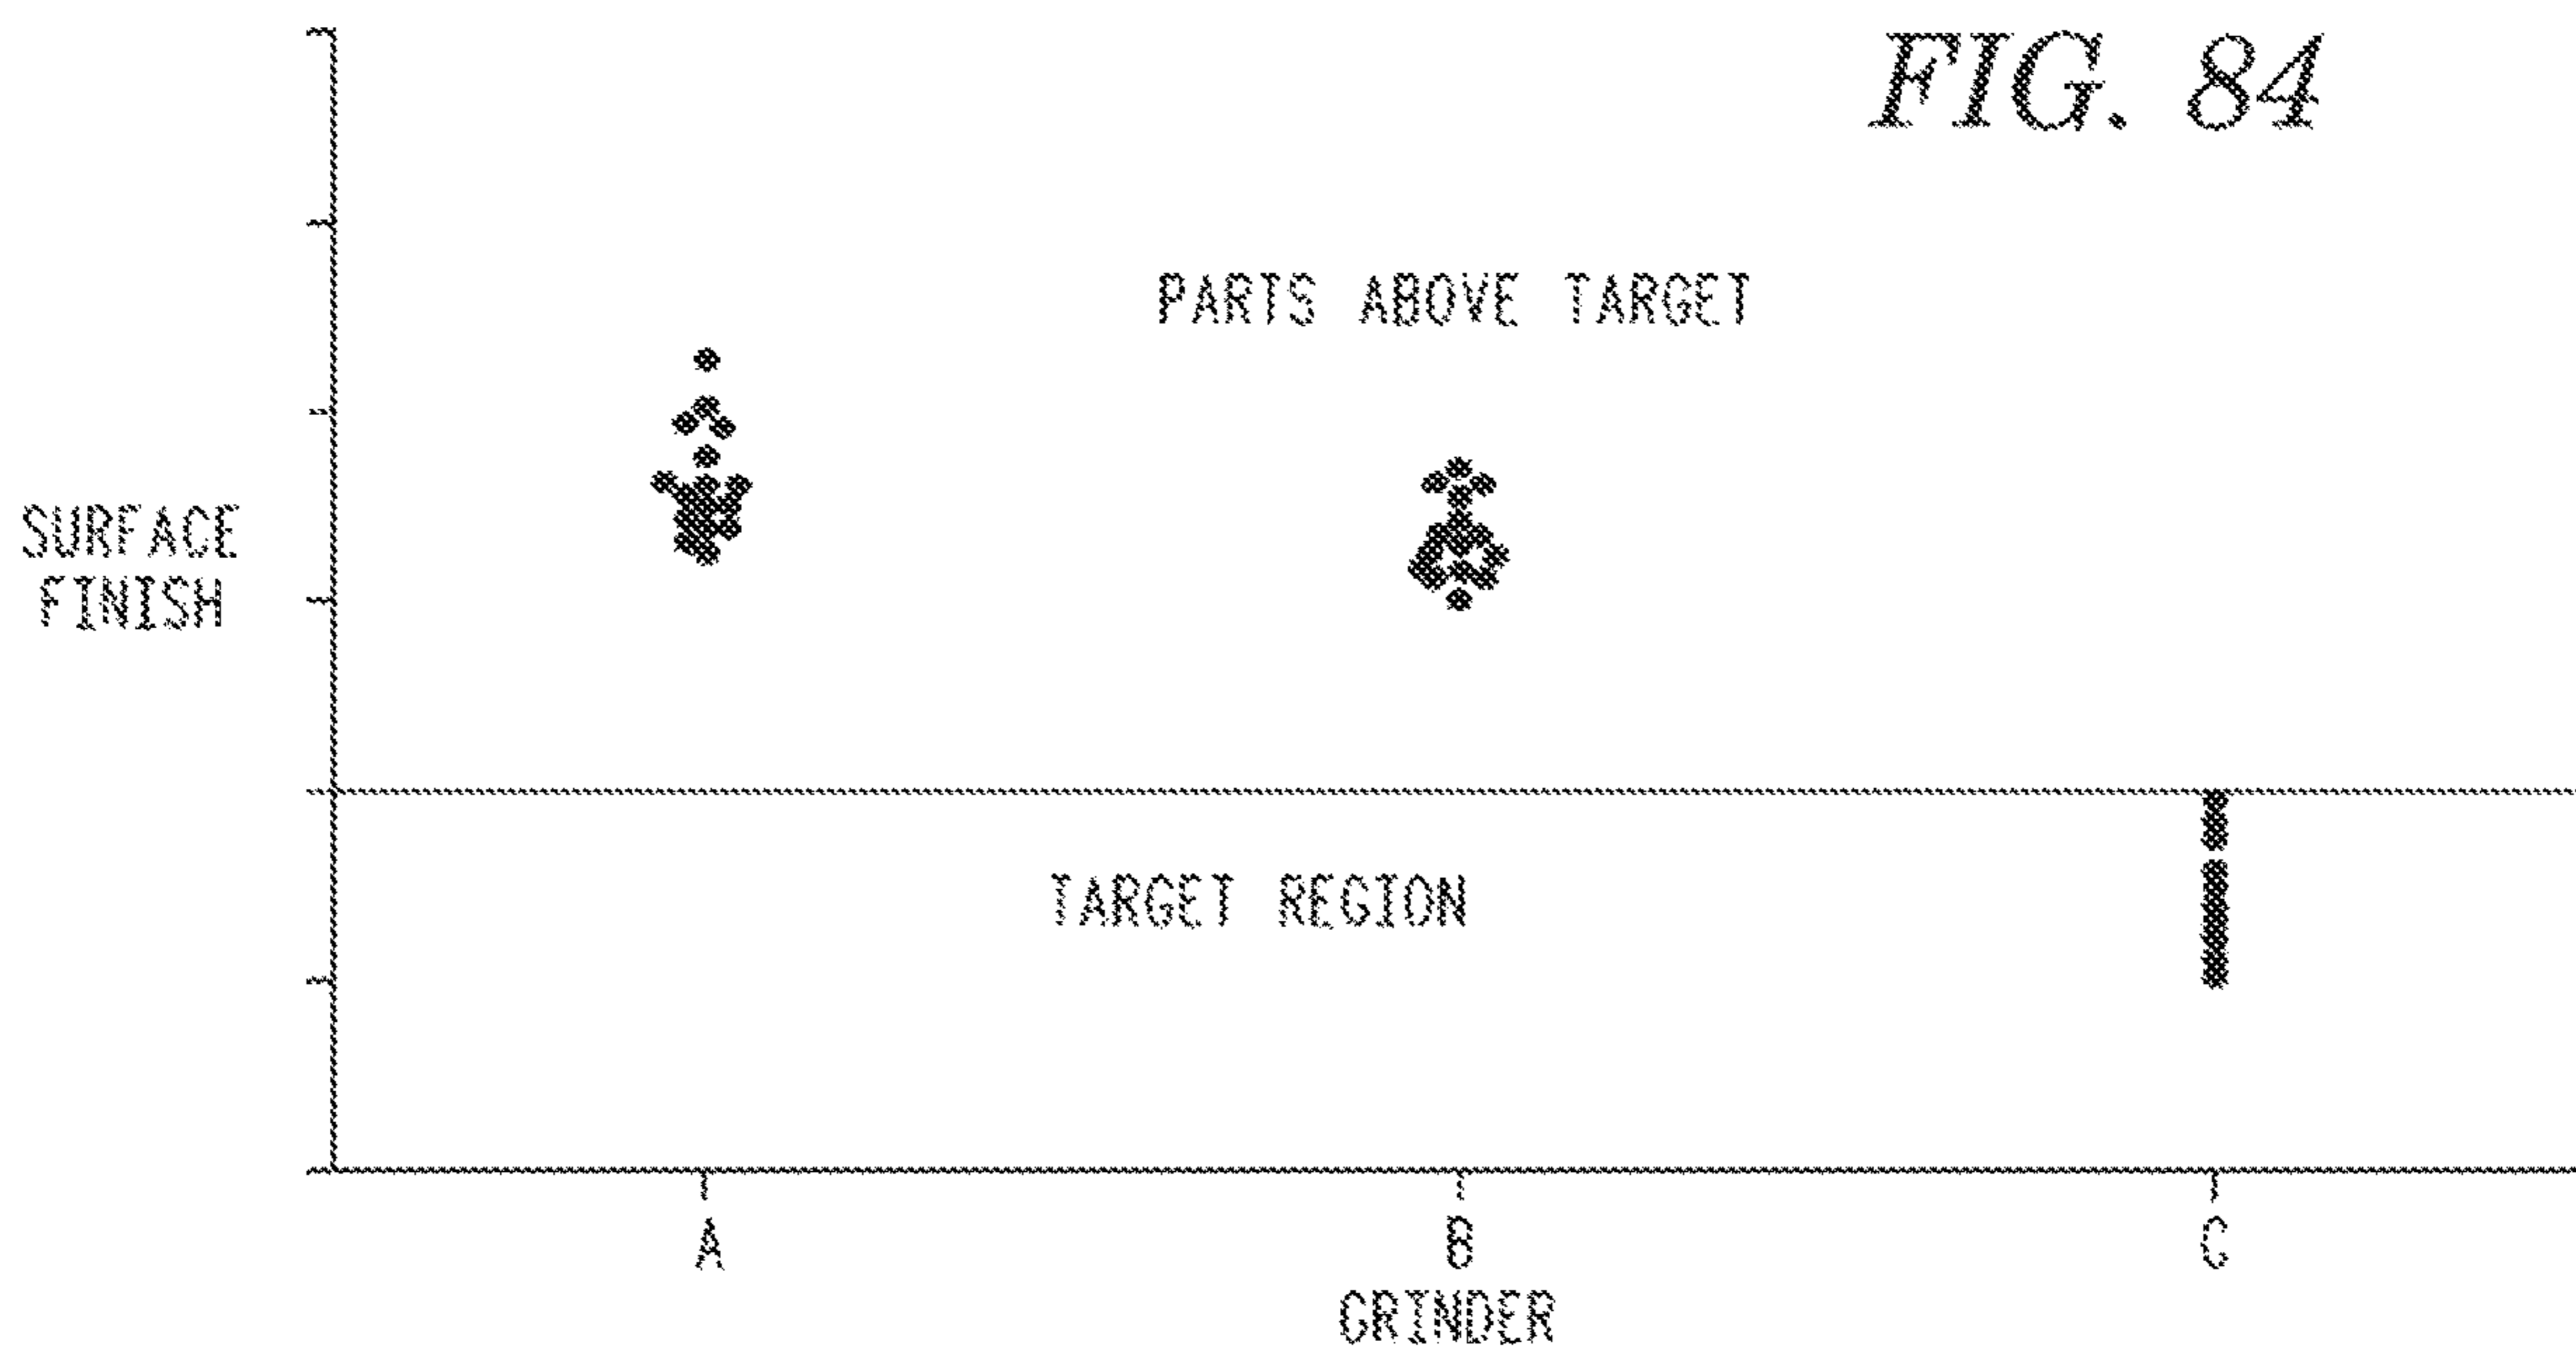 FIG. 84
PARTS ABOVE TARGET
SURFACE
FINISH
TARGET REGION
A
B
C
GRINDER